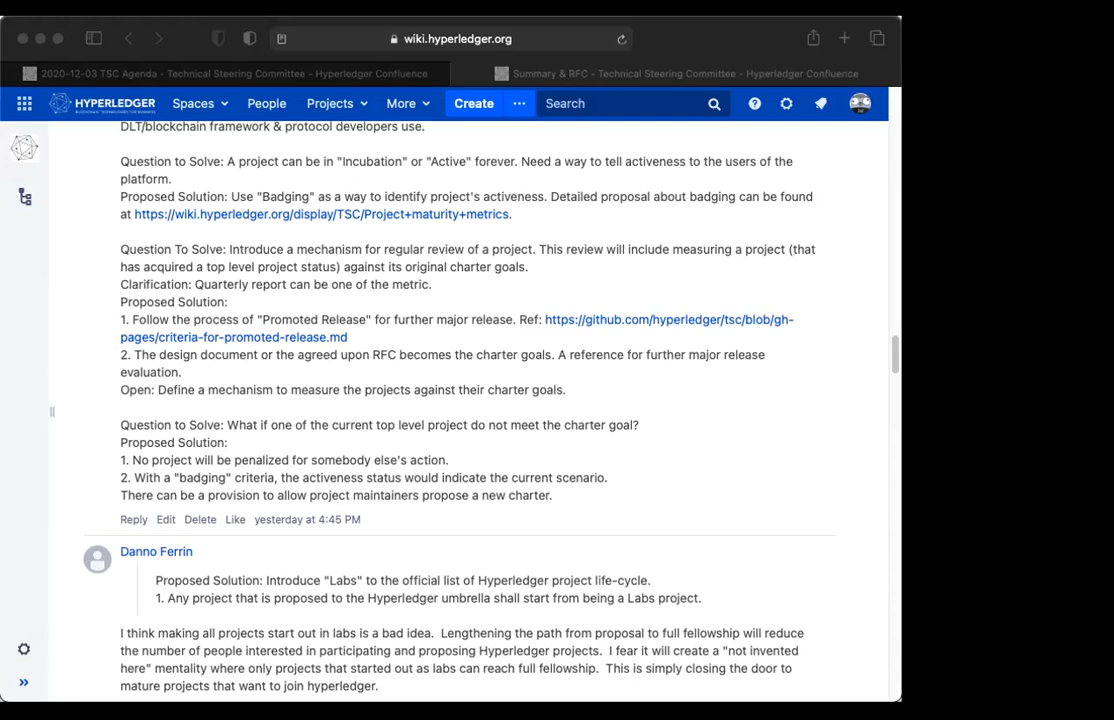 wiki.hyperledger.org
2020-12-03 TSC Agenda - Technical Steering Committee - Hyperledger Confluence
Summary & RFC - Technical Steering Committee - Hyperledger Confluence
HYPERLEDGER
Spaces
People
Projects
More
Create
Search
DLT/blockchain framework & protocol developers use.
Question to Solve: A project can be in "Incubation" or "Active" forever. Need a way to tell activeness to the users of the
platform.
Proposed Solution: Use "Badging" as a way to identify project's activeness. Detailed proposal about badging can be found
at https://wiki.hyperledger.org/display/TSC/Project+maturity+metrics.
Question To Solve: Introduce a mechanism for regular review of a project. This review will include measuring a project (that
has acquired a top level project status) against its original charter goals.
Clarification: Quarterly report can be one of the metric.
Proposed Solution:
1. Follow the process of "Promoted Release" for further major release. Ref: https://github.com/hyperledger/tsc/blob/gh-
pages/criteria-for-promoted-release.md
2. The design document or the agreed upon RFC becomes the charter goals. A reference for further major release
evaluation.
Open: Define a mechanism to measure the projects against their charter goals.
Question to Solve: What if one of the current top level project do not meet the charter goal?
Proposed Solution:
1. No project will be penalized for somebody else's action.
2. With a "badging" criteria, the activeness status would indicate the current scenario.
There can be a provision to allow project maintainers propose a new charter.
Reply Edit Delete Like yesterday at 4:45 PM
Danno Ferrin
Proposed Solution: Introduce "Labs" to the official list of Hyperledger project life-cycle.
1. Any project that is proposed to the Hyperledger umbrella shall start from being a Labs project.
I think making all projects start out in labs is a bad idea. Lengthening the path from proposal to full fellowship will reduce
the number of people interested in participating and proposing Hyperledger projects. I fear it will create a "not invented
here" mentality where only projects that started out as labs can reach full fellowship. This is simply closing the door to
mature projects that want to join hyperledger.